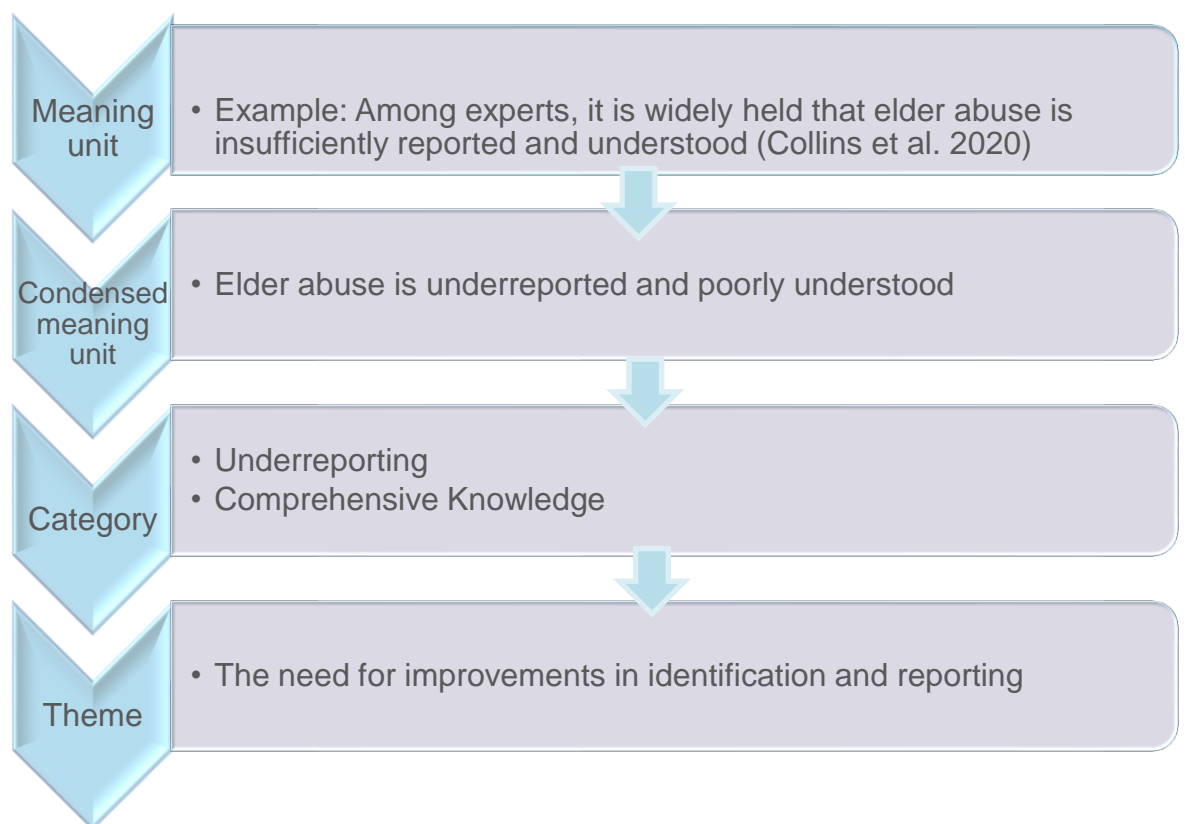 Meaning
unit
• Example: Among experts, it is widely held that elder abuse is
insufficiently reported and understood (Collins et al. 2020)
Condensed
meaning
unit
• Elder abuse is underreported and poorly understood
Category
• Underreporting
• Comprehensive Knowledge
Theme
• The need for improvements in identification and reporting